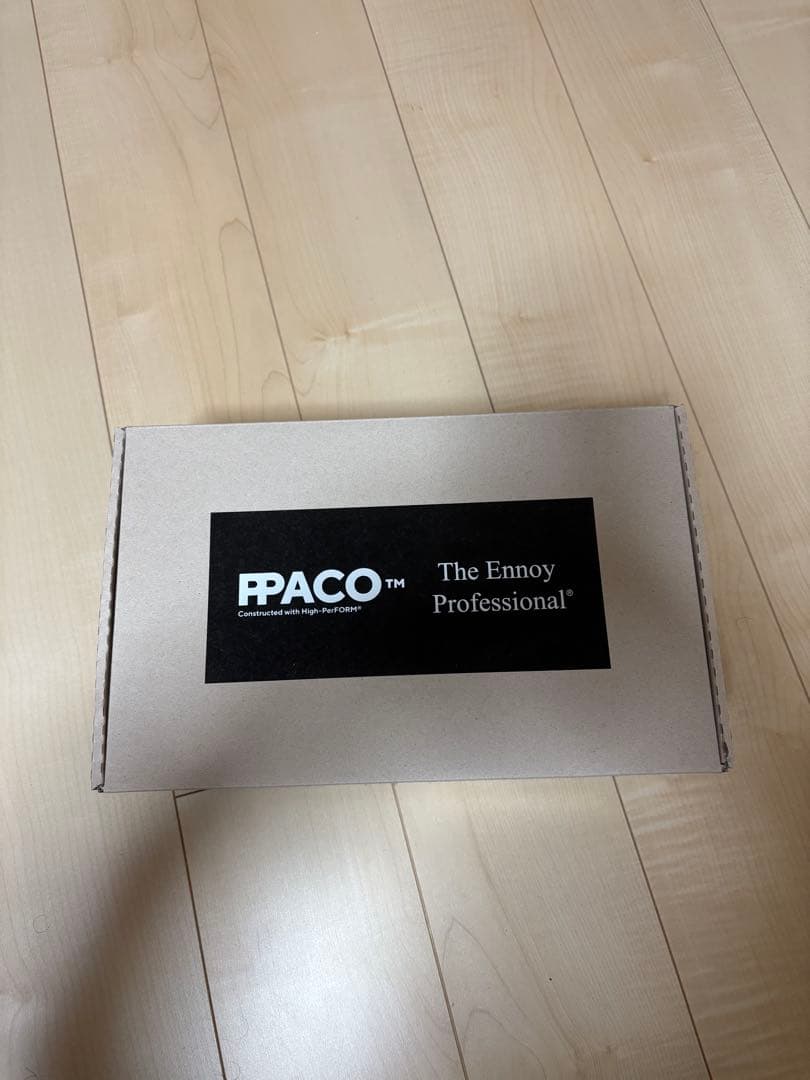 PPACO™
Constructed with High-PerFORM®
The Ennoy
Professional®